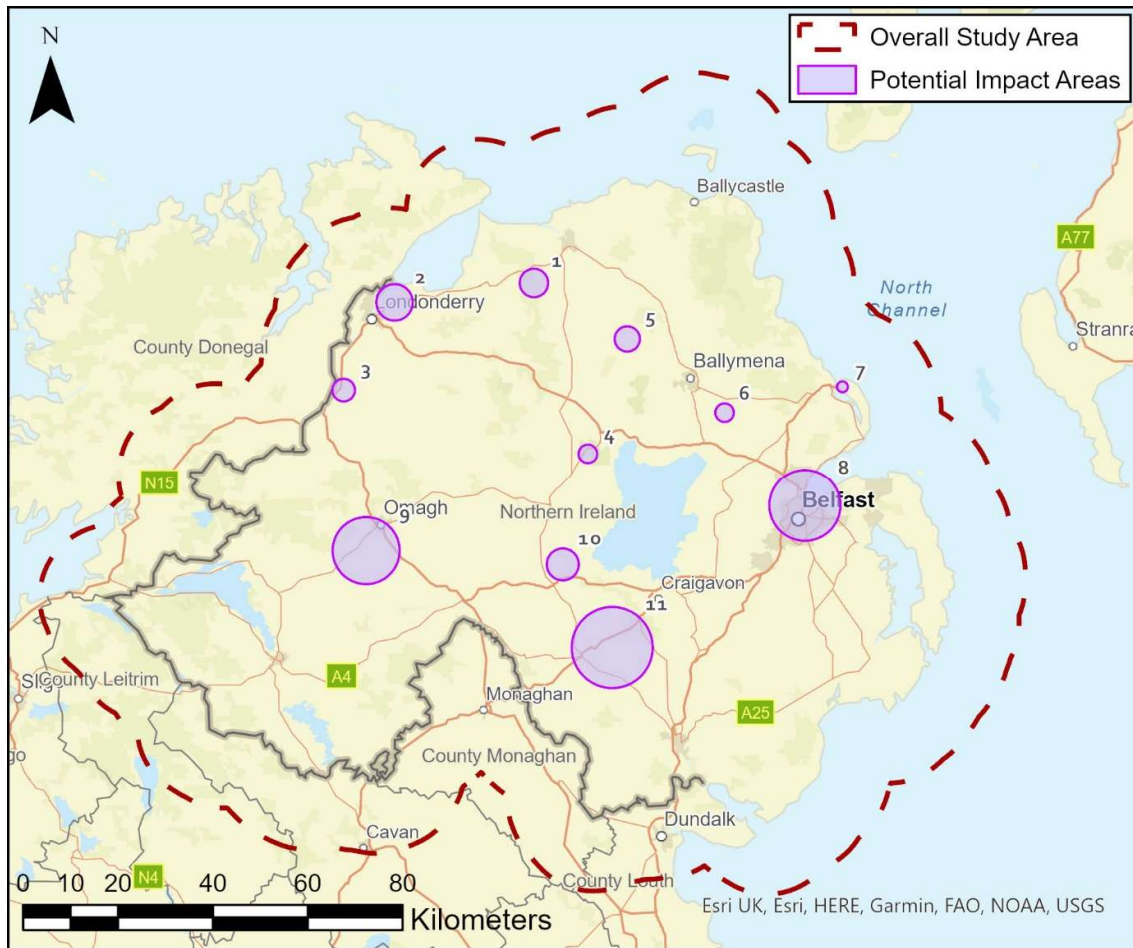 N
Overall Study Area
Potential Impact Areas
Ballycastle
A77
North
Channel
1
2
Londonderry
Stranra
5
County Donegal
Ballymena
3
7
6
4
8
N15
Omagh
Belfast
9
Northern Ireland
10
Craigavon
11
County Leitrim
A4
Monaghan
A25
go
County Monaghan
Dundalk
Cavan
N4
County Louth
0 10 20 40 60 80
Kilometers
Esri UK, Esri, HERE, Garmin, FAO, NOAA, USGS